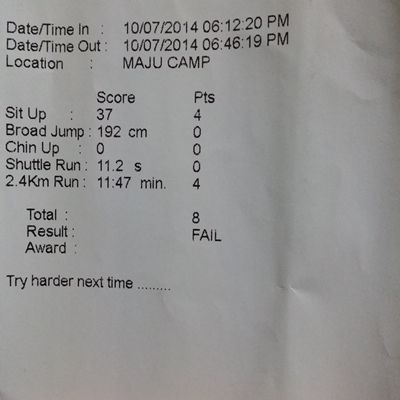 Date/Time In : 10/07/2014 06:12:20 PM
Date/Time Out : 10/07/2014 06:46:19 PM
Location : MAJU CAMP
Score Pts
Sit Up : 37 4
Broad Jump : 192 cm 0
Chin Up : 0 0
Shuttle Run : 11.2 s 0
2.4Km Run : 11:47 min. 4
Total : 8
Result : FAIL
Award :
Try harder next time .........